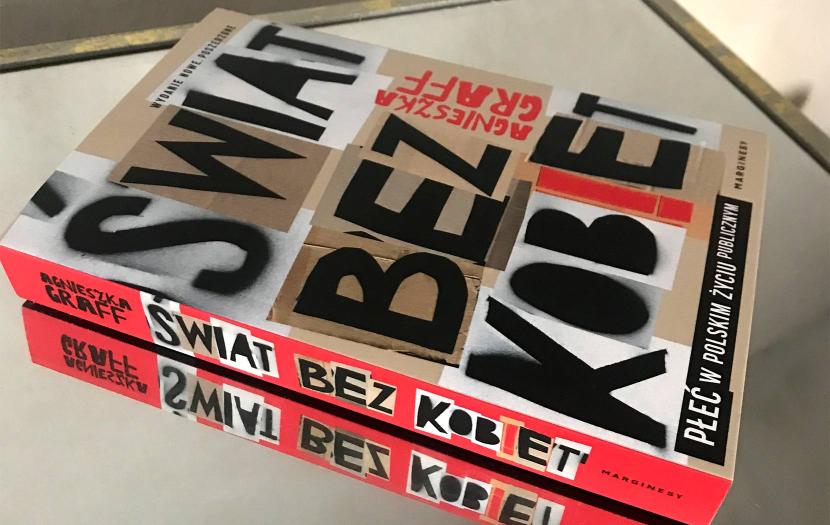 WYDANIE NOWE POSZERZONE
ŚWIAT
AGNIESZKA
GRAFF
BEZ
KOBIET
MARGINESY
PŁEĆ W POLSKIM ŻYCIU PUBLICZNYM
AGNIESZKA
GRAFF
ŚWIAT BEZ KOBIET
MARGINESY